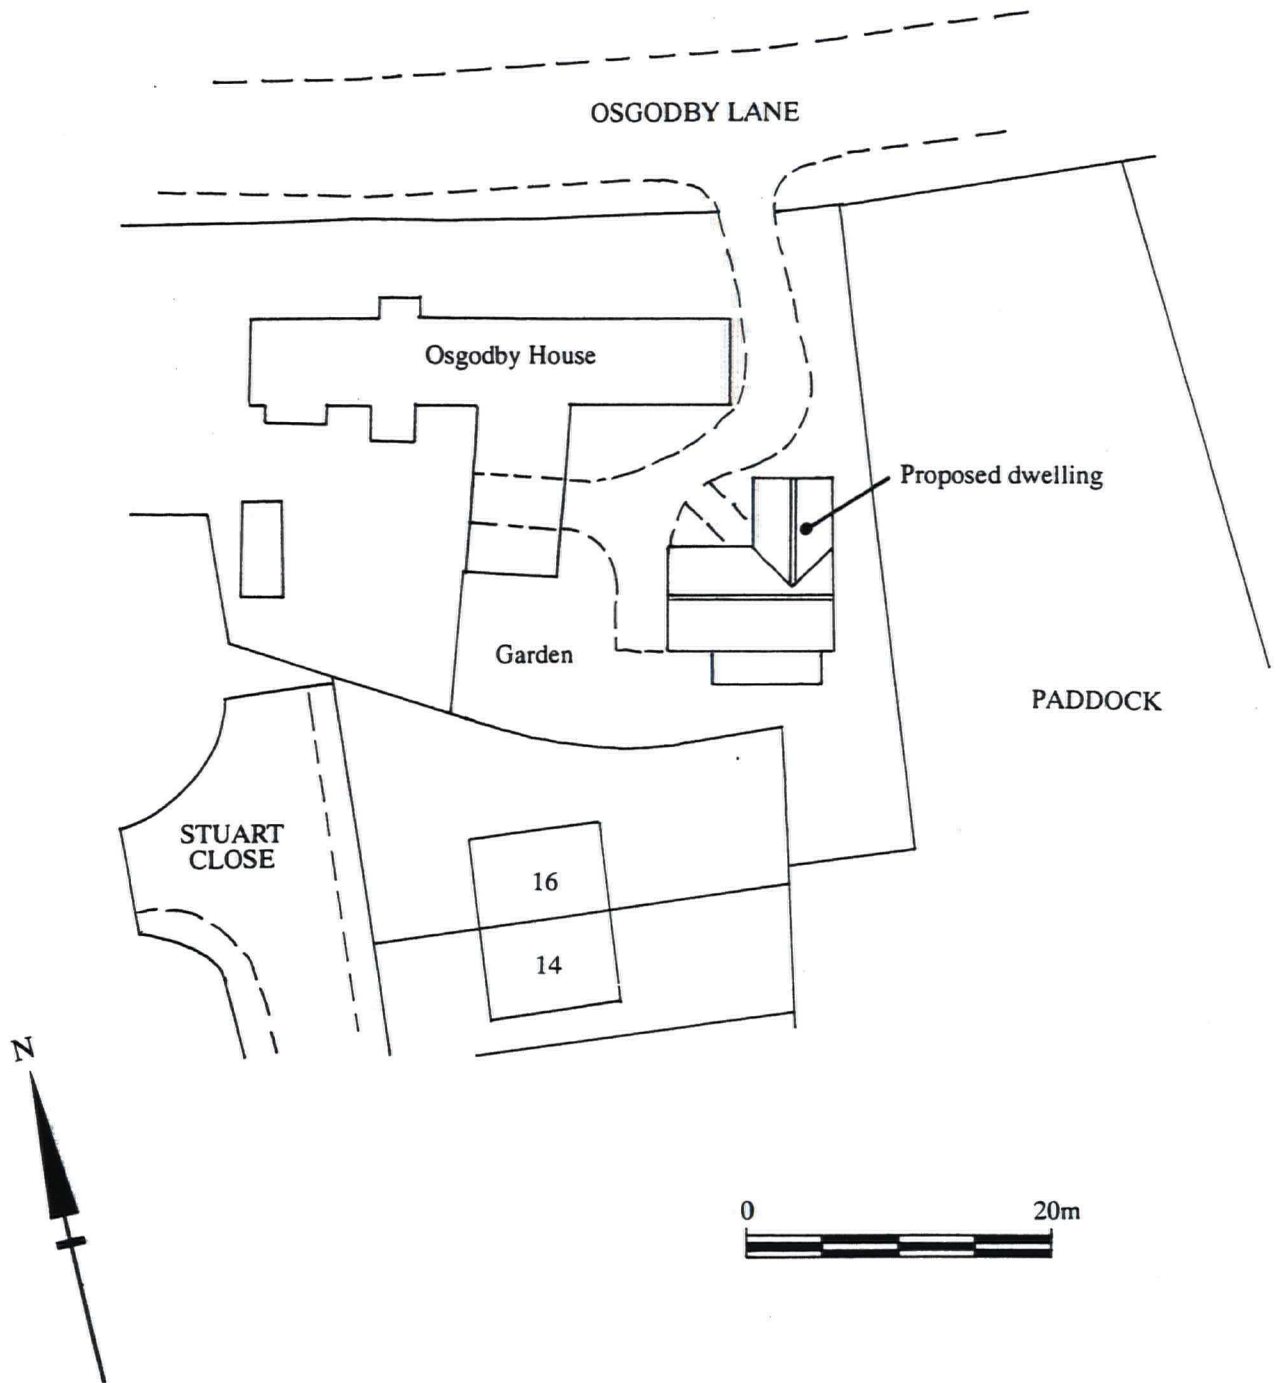 OSGODBY LANE
Osgodby House
Proposed dwelling
Garden
PADDOCK
STUART
CLOSE
16
14
N
0 20m